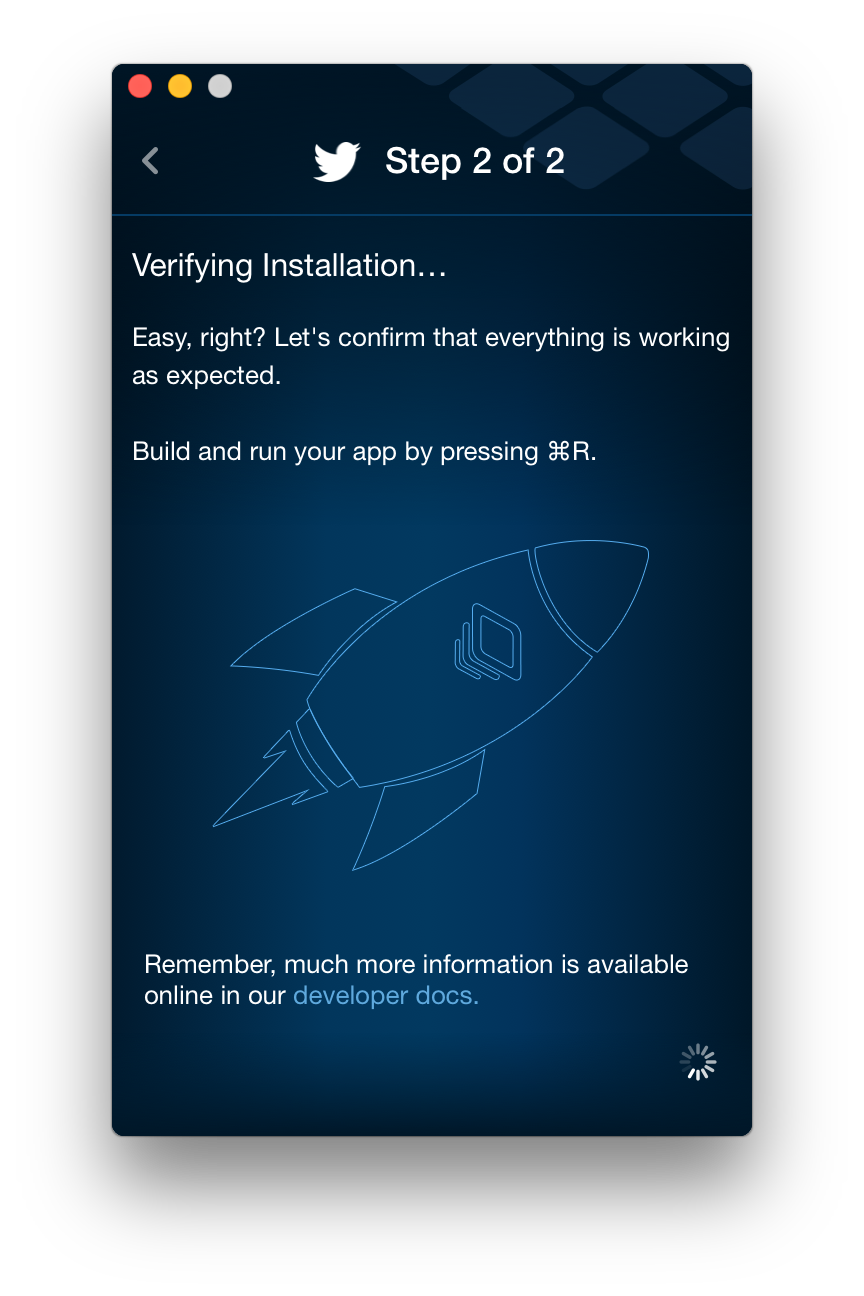 Step 2 of 2
Verifying Installation…
Easy, right? Let's confirm that everything is working
as expected.
Build and run your app by pressing ⌘R.
Remember, much more information is available
online in our developer docs.